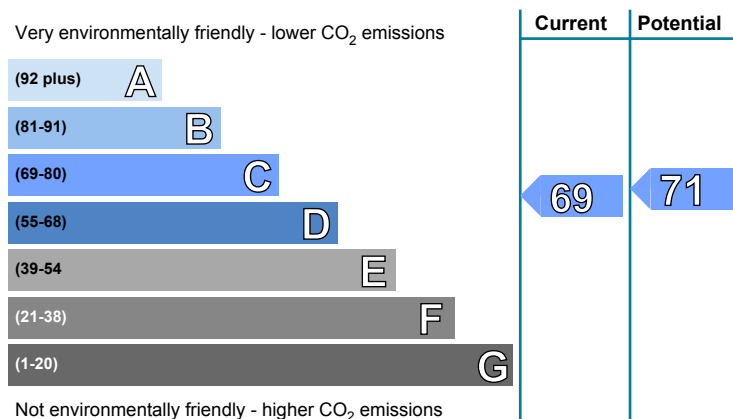 Very environmentally friendly - lower CO₂ emissions
Current
Potential
(92 plus) A
(81-91) B
(69-80) C
(55-68) D
(39-54 E
(21-38) F
(1-20) G
69
71
Not environmentally friendly - higher CO₂ emissions